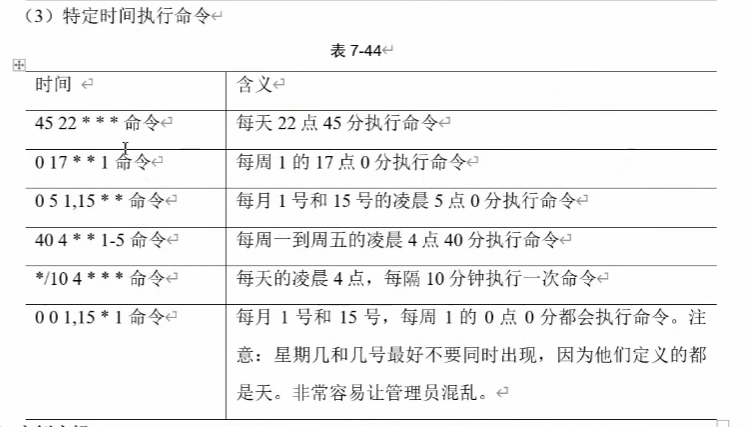 （3）特定时间执行命令
表 7-44
时间 含义
45 22 * * * 命令 每天 22 点 45 分执行命令
0 17 * * 1 命令 每周 1 的 17 点 0 分执行命令
0 5 1,15 * * 命令 每月 1 号和 15 号的凌晨 5 点 0 分执行命令
40 4 * * 1-5 命令 每周一到周五的凌晨 4 点 40 分执行命令
*/10 4 * * * 命令 每天的凌晨 4 点，每隔 10 分钟执行一次命令
0 0 1,15 * 1 命令 每月 1 号和 15 号，每周 1 的 0 点 0 分都会执行命令。注
意：星期几和几号最好不要同时出现，因为他们定义的都
是天。非常容易让管理员混乱。